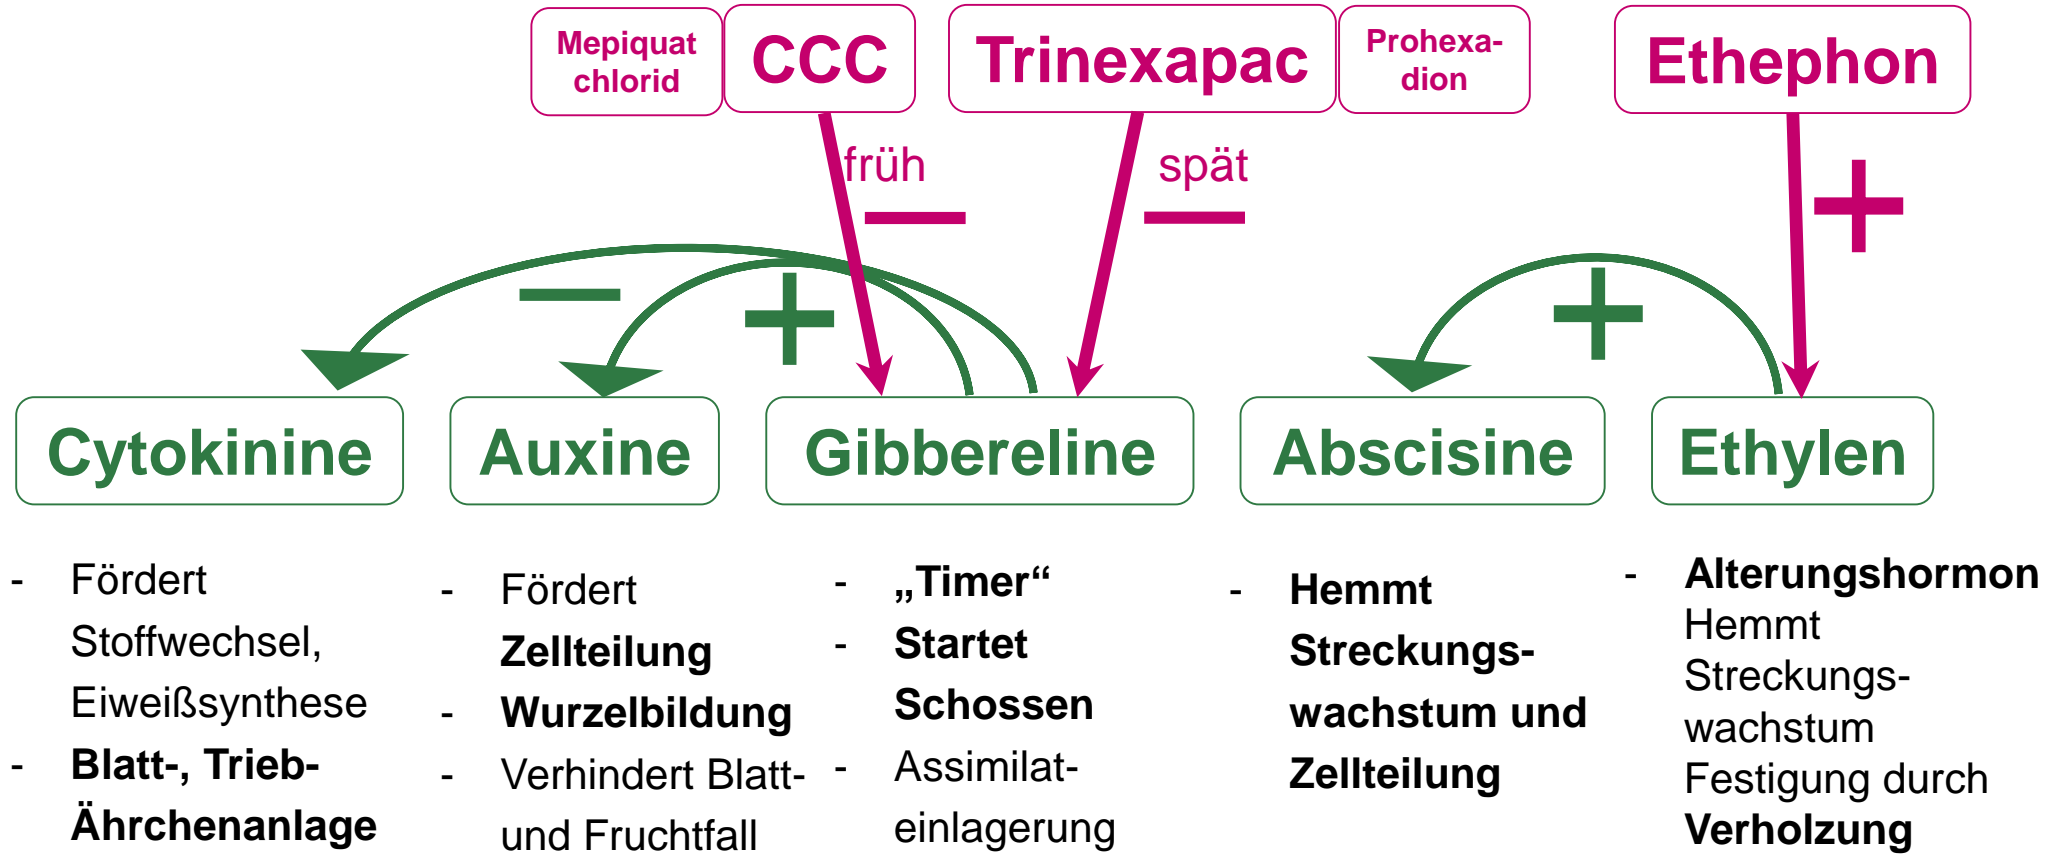 Mepiquat
chlorid
CCC
Trinexapac
Prohexa-
dion
Ethephon
früh
spät
Cytokinine
Auxine
Gibbereline
Abscisine
Ethylen
- Fördert
Stoffwechsel,
Eiweißsynthese
- Blatt-, Trieb-
Ährchenanlage
- Fördert
Zellteilung
- Wurzelbildung
- Verhindert Blatt-
und Fruchtfall
- „Timer“
- Startet
Schossen
- Assimilat-
einlagerung
- Hemmt
Streckungs-
wachstum und
Zellteilung
- Alterungshormon
Hemmt
Streckungs-
wachstum
Festigung durch
Verholzung